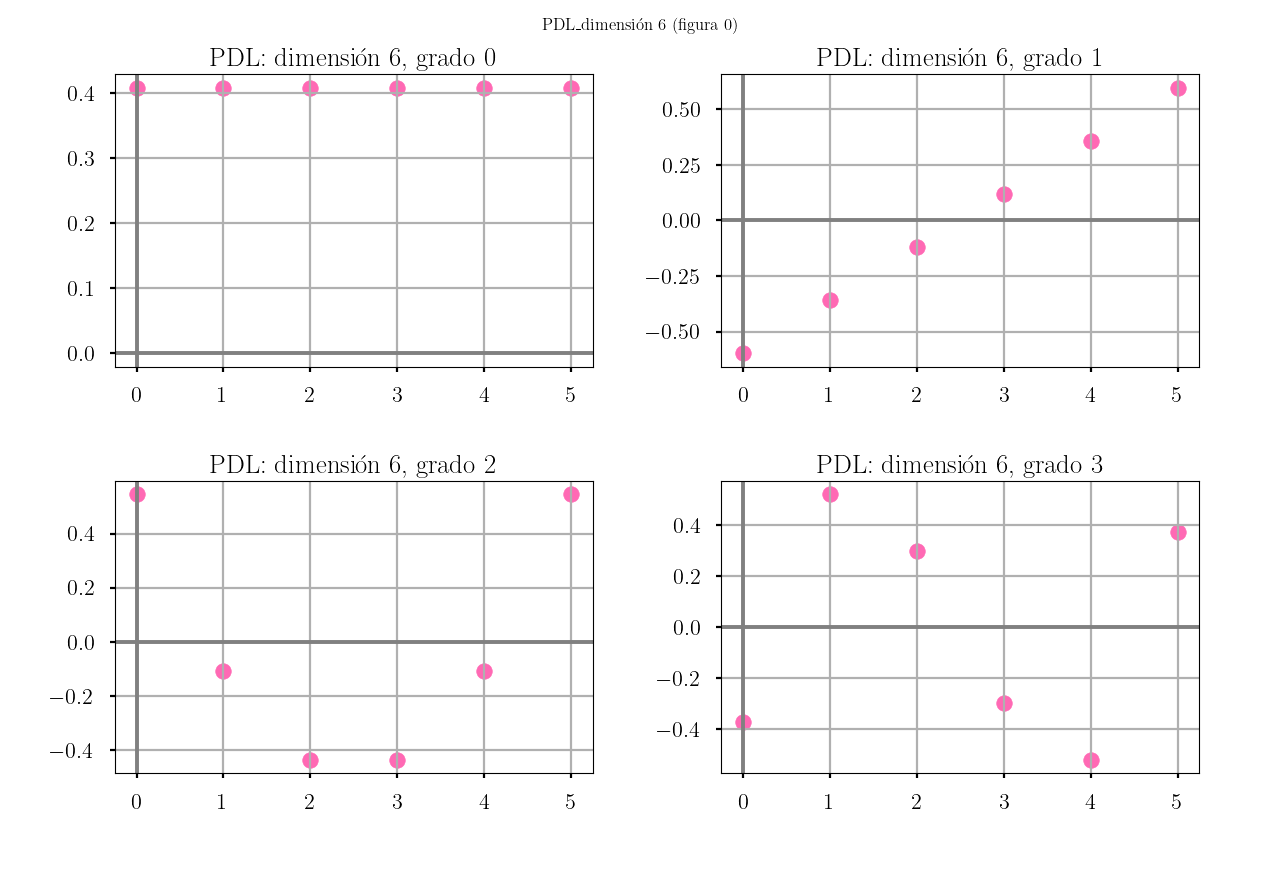 PDL_dimensión 6 (figura 0)
PDL: dimensión 6, grado 0
0.4
0.3
0.2
0.1
0.0
0 1 2 3 4 5
PDL: dimensión 6, grado 1
0.50
0.25
0.00
−0.25
−0.50
0 1 2 3 4 5
PDL: dimensión 6, grado 2
0.4
0.2
0.0
−0.2
−0.4
0 1 2 3 4 5
PDL: dimensión 6, grado 3
0.4
0.2
0.0
−0.2
−0.4
0 1 2 3 4 5